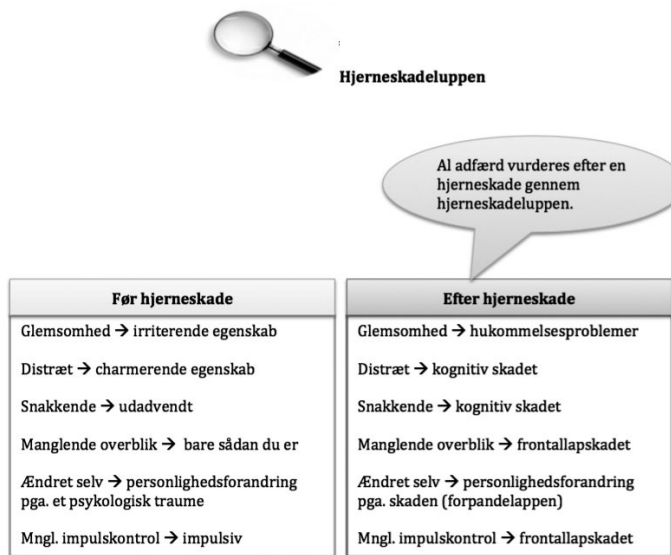 Hjerneskadeluppen
Al adfærd vurderes efter en
hjerneskade gennem
hjerneskadeluppen.
Før hjerneskade
Glemsomhed → irriterende egenskab
Distræt → charmerende egenskab
Snakkende → udadvendt
Manglende overblik → bare sådan du er
Ændret selv → personlighedsforandring
pga. et psykologisk traume
Mngl. impulskontrol → impulsiv
Efter hjerneskade
Glemsomhed → hukommelsesproblemer
Distræt → kognitiv skadet
Snakkende → kognitiv skadet
Manglende overblik → frontallapskadet
Ændret selv → personlighedsforandring
pga. skaden (forpandelappen)
Mngl. impulskontrol → frontallapskadet